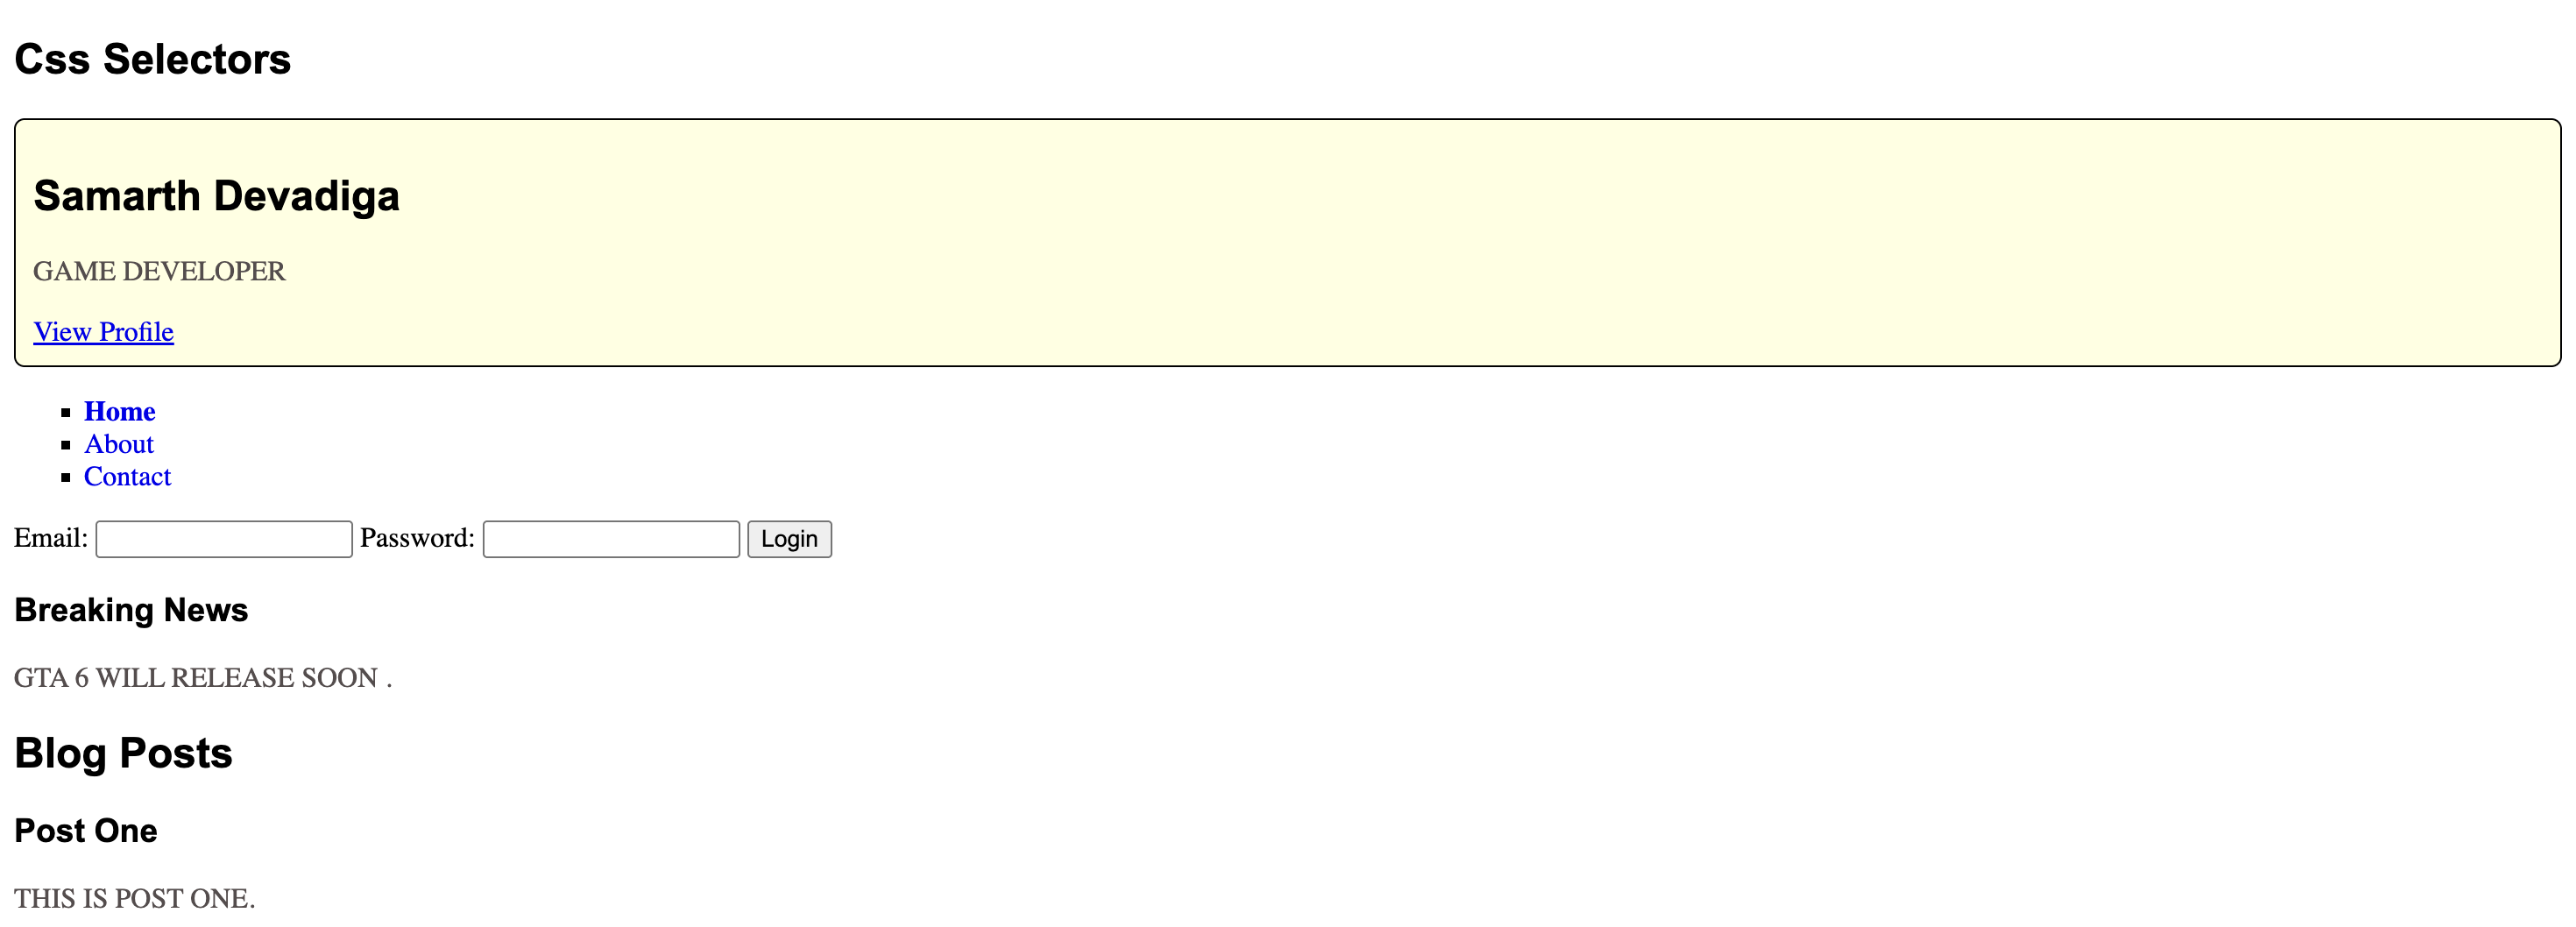 Css Selectors
Samarth Devadiga
GAME DEVELOPER
View Profile
Home
About
Contact
Email: Password: Login
Breaking News
GTA 6 WILL RELEASE SOON .
Blog Posts
Post One
THIS IS POST ONE.